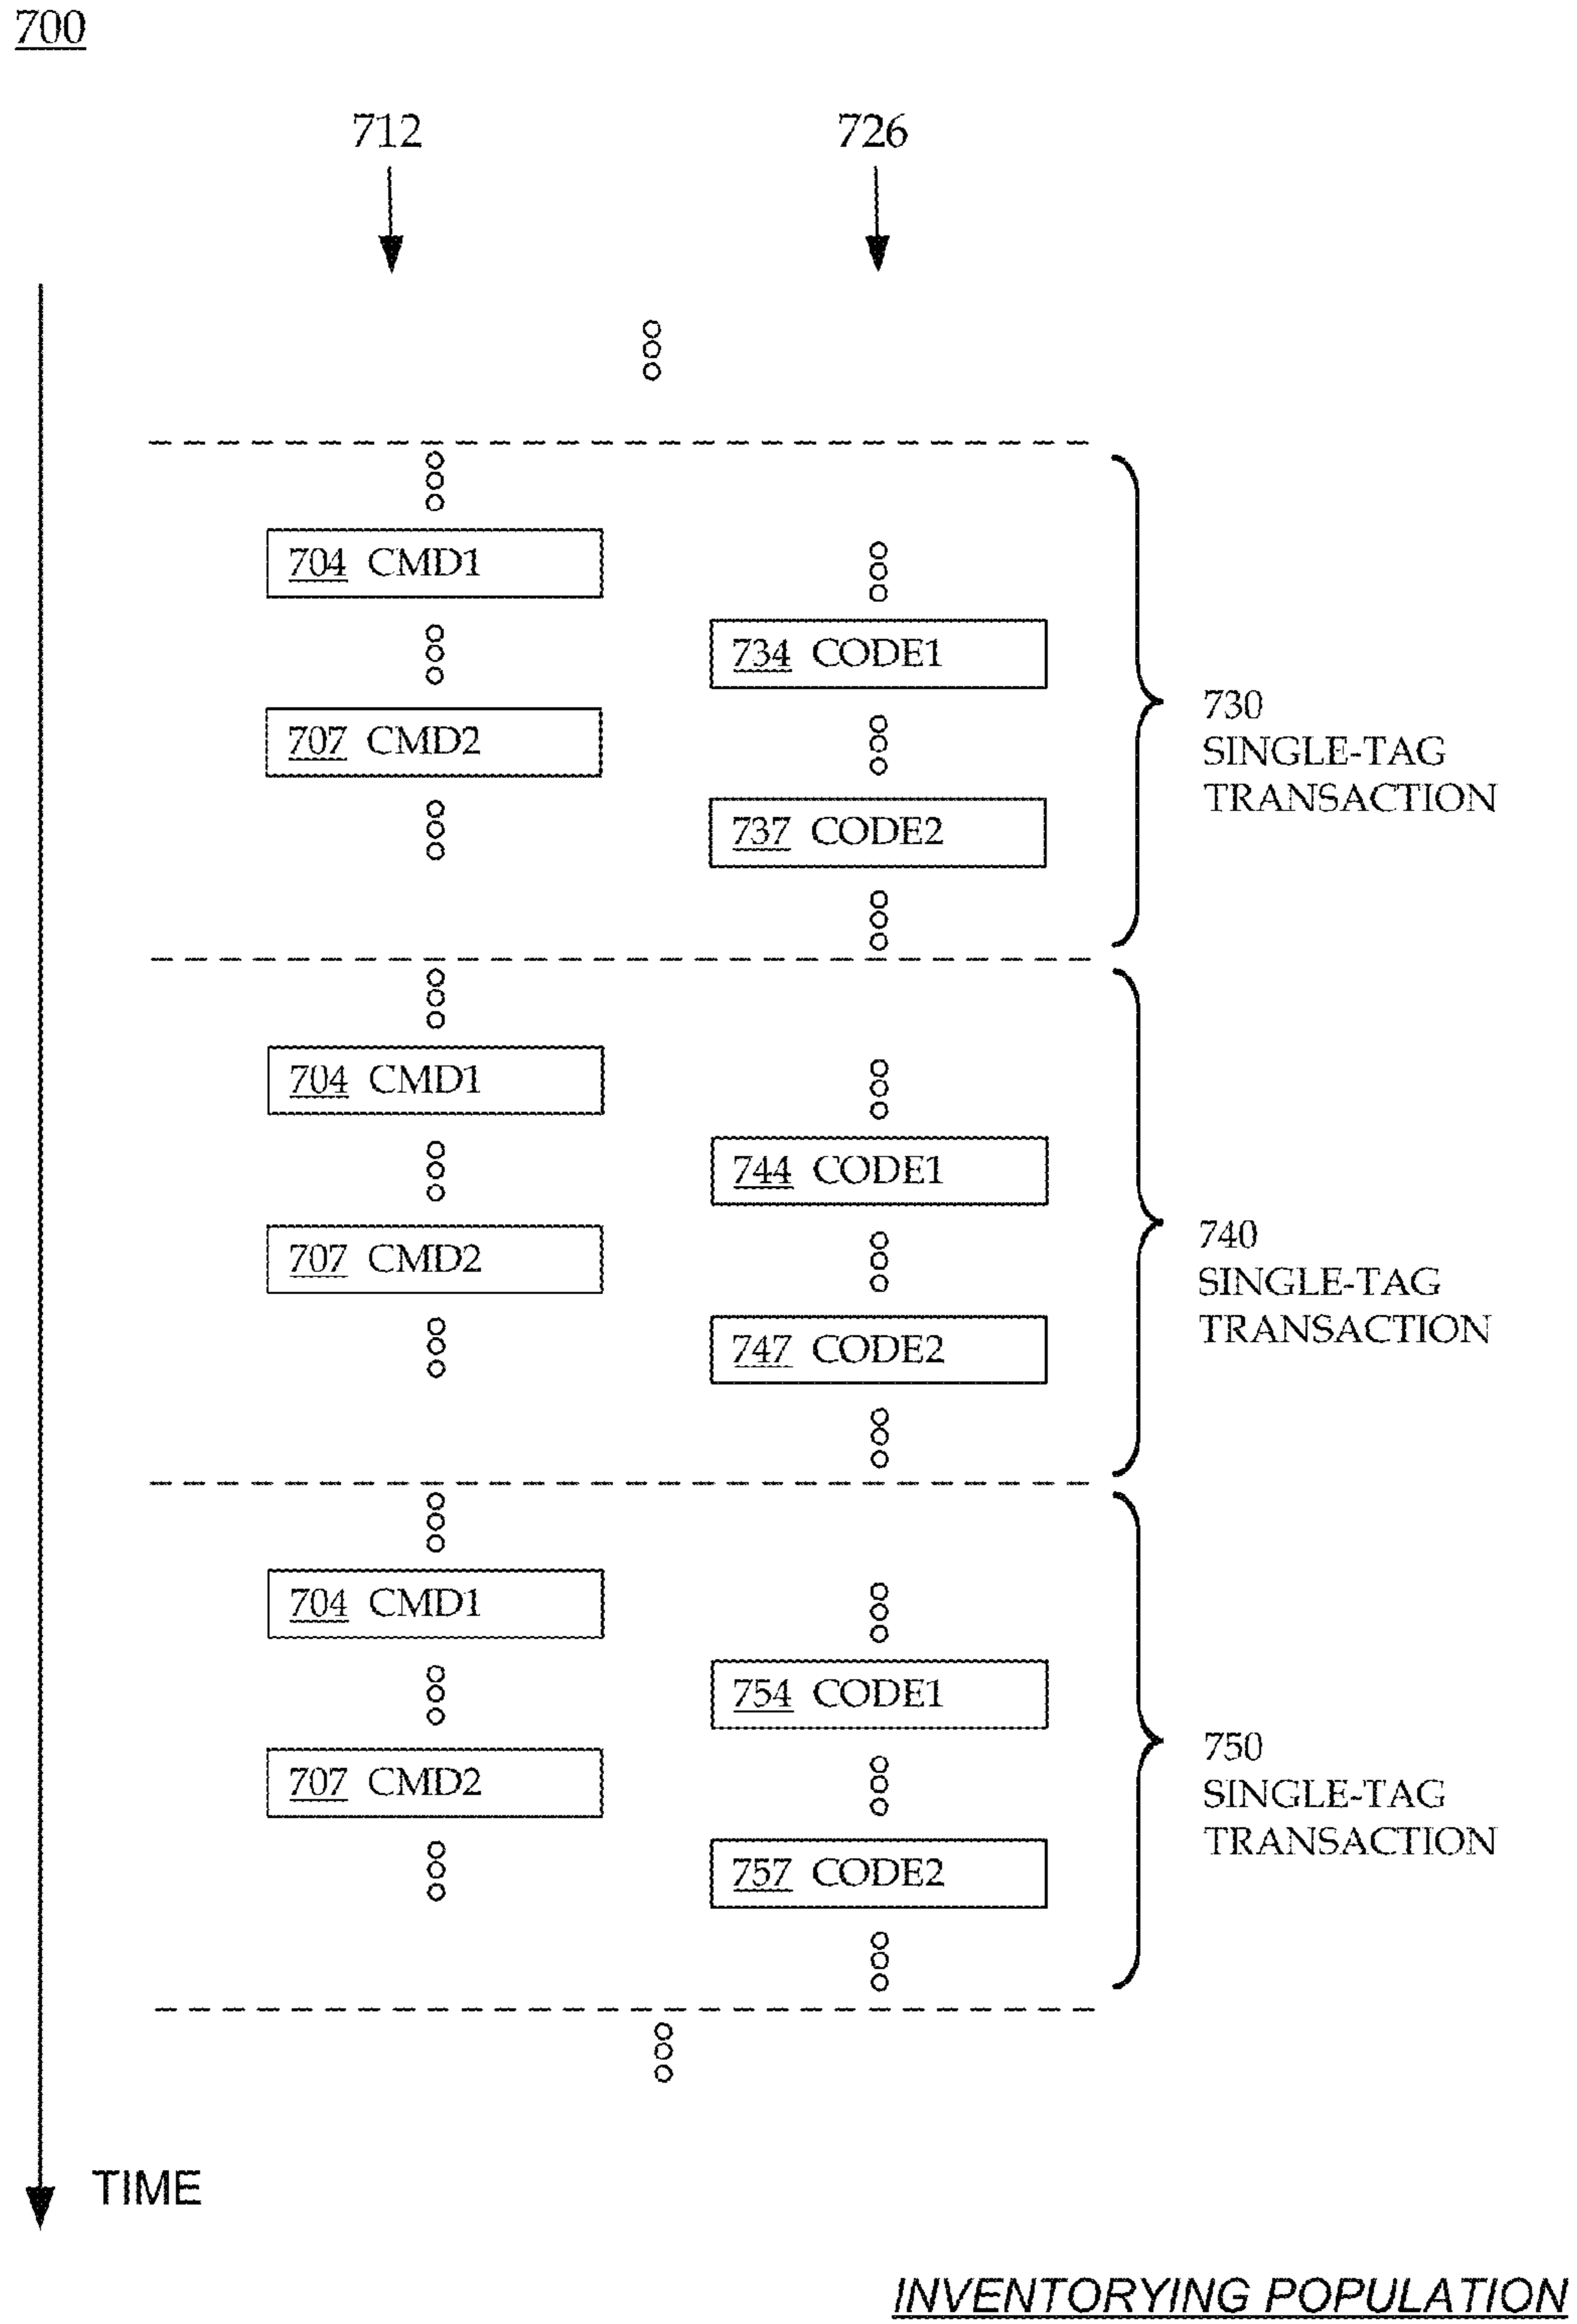 700
712 726
704 CMD1
734 CODE1
707 CMD2
737 CODE2
730
SINGLE-TAG
TRANSACTION
704 CMD1
744 CODE1
707 CMD2
747 CODE2
740
SINGLE-TAG
TRANSACTION
704 CMD1
754 CODE1
707 CMD2
757 CODE2
750
SINGLE-TAG
TRANSACTION
TIME
INVENTORYING POPULATION